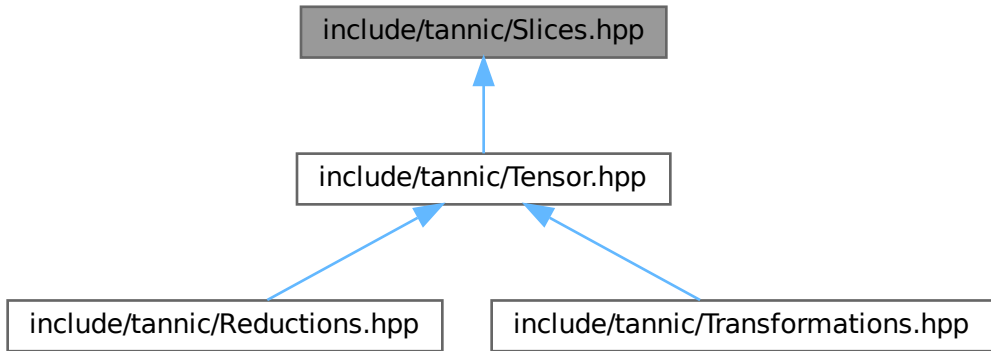 include/tannic/Slices.hpp
include/tannic/Tensor.hpp
include/tannic/Reductions.hpp
include/tannic/Transformations.hpp